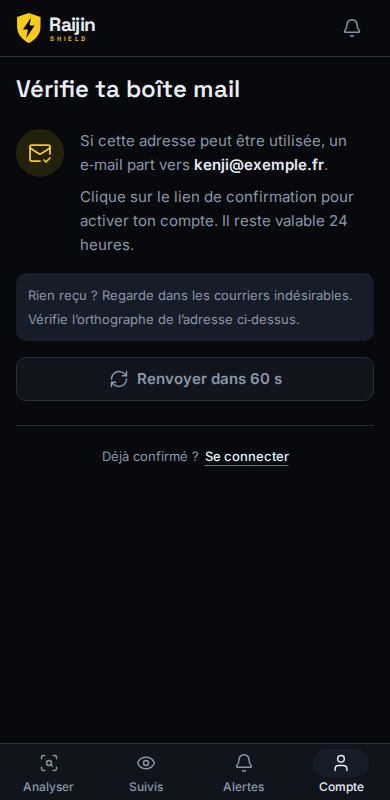 Raijin
SHIELD
Vérifie ta boîte mail
Si cette adresse peut être utilisée, un
e-mail part vers kenji@exemple.fr.
Clique sur le lien de confirmation pour
activer ton compte. Il reste valable 24
heures.
Rien reçu ? Regarde dans les courriers indésirables.
Vérifie l’orthographe de l’adresse ci-dessus.
Renvoyer dans 60 s
Déjà confirmé ? Se connecter
Analyser Suivis Alertes Compte